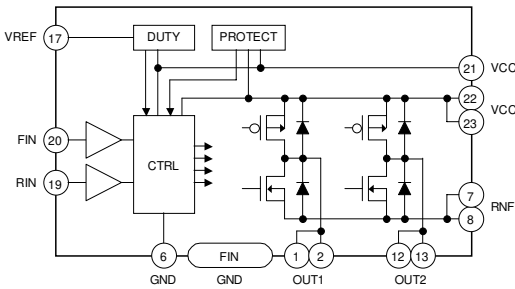 VREF 17 DUTY PROTECT
21 VCC
22
VCC
23
FIN 20
CTRL
RIN 19
7
RNF
8
6 FIN 1 2 12 13
GND GND OUT1 OUT2